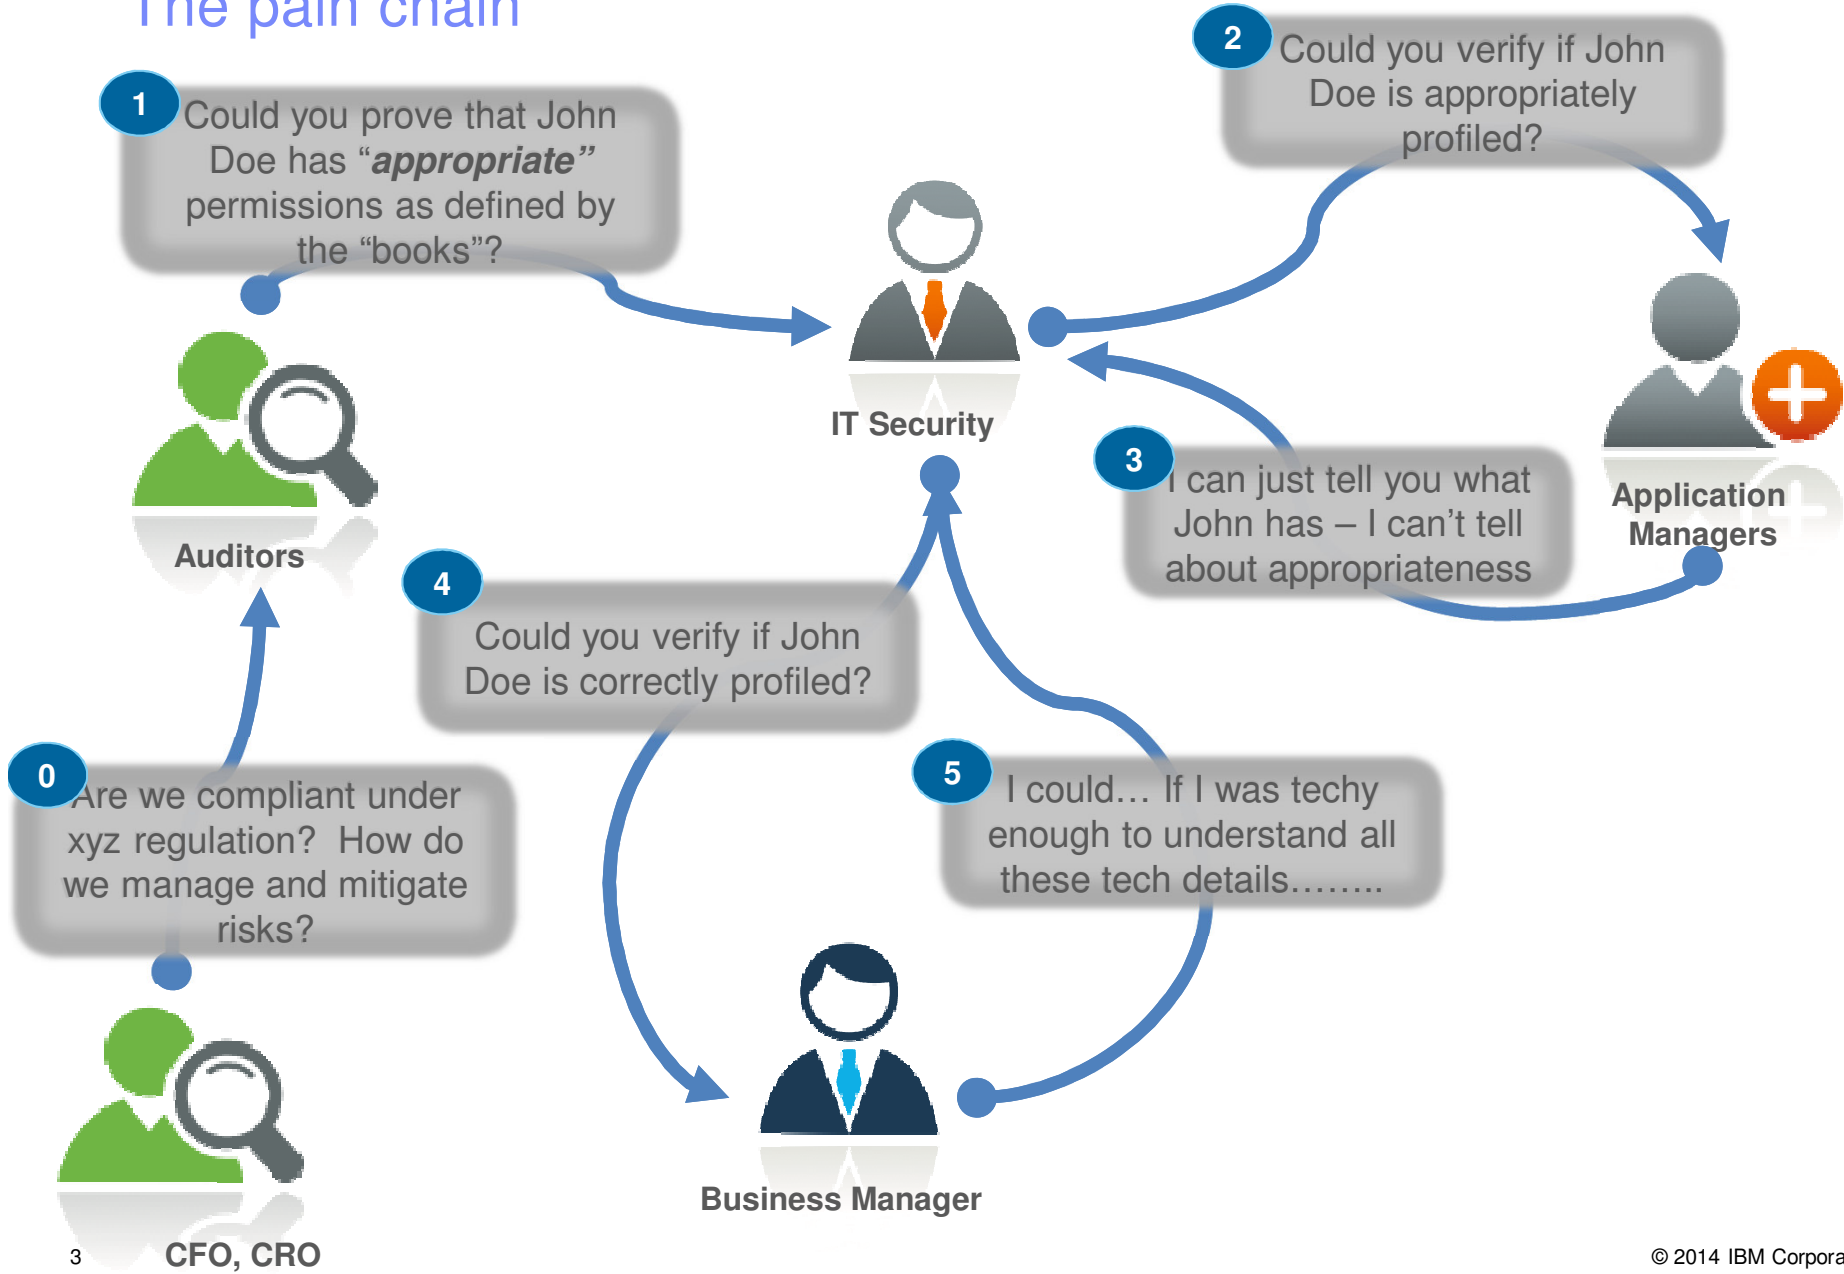 The pain chain
1
Could you prove that John
Doe has “appropriate”
permissions as defined by
the “books”?
2
Could you verify if John
Doe is appropriately
profiled?
IT Security
3
I can just tell you what
John has – I can’t tell
about appropriateness
Application
Managers
Auditors
4
Could you verify if John
Doe is correctly profiled?
0
Are we compliant under
xyz regulation?  How do
we manage and mitigate
risks?
5
I could… If I was techy
enough to understand all
these tech details……..
Business Manager
CFO, CRO
3
© 2014 IBM Corpora